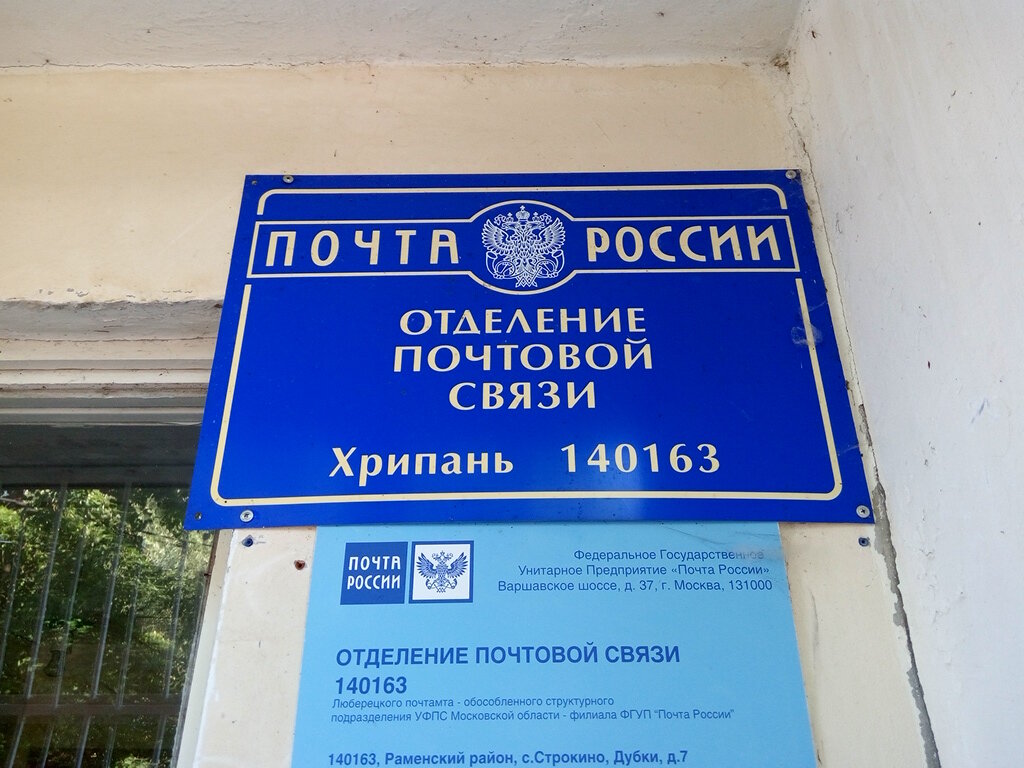 ПОЧТА РОССИИ
ОТДЕЛЕНИЕ
ПОЧТОВОЙ
СВЯЗИ
Хрипань 140163
ПОЧТА
РОССИИ
Федеральное Государственное
Унитарное Предприятие «Почта России»
Варшавское шоссе, д. 37, г. Москва, 131000
ОТДЕЛЕНИЕ ПОЧТОВОЙ СВЯЗИ
140163
Люберецкого почтамта - обособленного структурного
подразделения УФПС Московской области - филиала ФГУП "Почта России"
140163, Раменский район, с.Строкино, Дубки, д.7